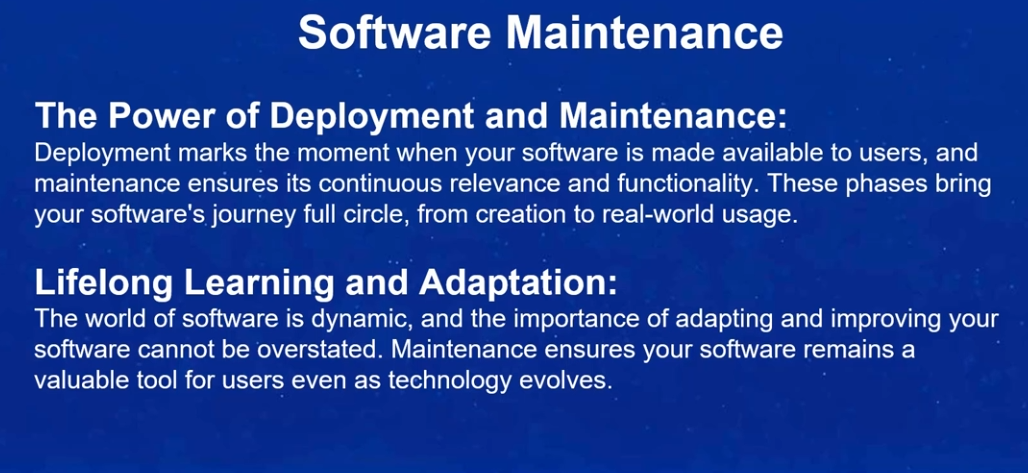 Software Maintenance
The Power of Deployment and Maintenance:
Deployment marks the moment when your software is made available to users, and
maintenance ensures its continuous relevance and functionality. These phases bring
your software's journey full circle, from creation to real-world usage.
Lifelong Learning and Adaptation:
The world of software is dynamic, and the importance of adapting and improving your
software cannot be overstated. Maintenance ensures your software remains a
valuable tool for users even as technology evolves.